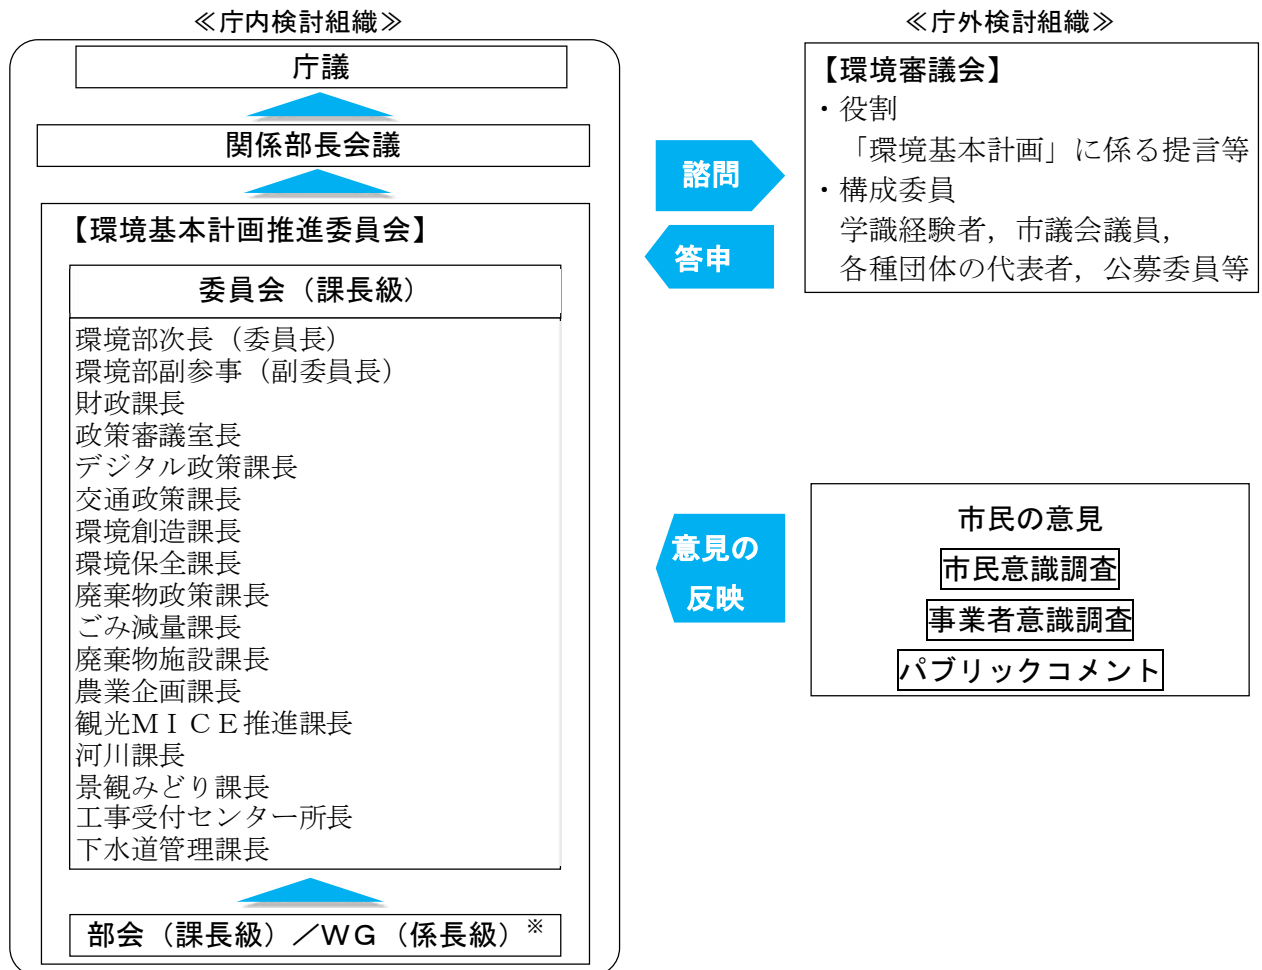 ≪庁内検討組織≫
庁議
関係部長会議
【環境基本計画推進委員会】
委員会（課長級）
環境部次長（委員長）
環境部副参事（副委員長）
財政課長
政策審議室長
デジタル政策課長
交通政策課長
環境創造課長
環境保全課長
廃棄物政策課長
ごみ減量課長
廃棄物施設課長
農業企画課長
観光ＭＩＣＥ推進課長
河川課長
景観みどり課長
工事受付センター所長
下水道管理課長
部会（課長級）／ＷＧ（係長級）※
諮問
答申
意見の
反映
≪庁外検討組織≫
【環境審議会】
・役割
「環境基本計画」に係る提言等
・構成委員
学識経験者，市議会議員，
各種団体の代表者，公募委員等
市民の意見
市民意識調査
事業者意識調査
パブリックコメント